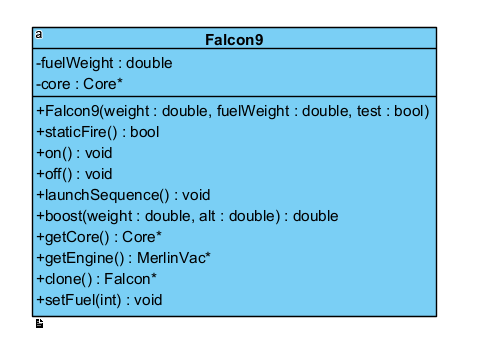 a
Falcon9
-fuelWeight : double
-core : Core*
+Falcon9(weight : double, fuelWeight : double, test : bool)
+staticFire() : bool
+on() : void
+off() : void
+launchSequence() : void
+boost(weight : double, alt : double) : double
+getCore() : Core*
+getEngine() : MerlinVac*
+clone() : Falcon*
+setFuel(int) : void